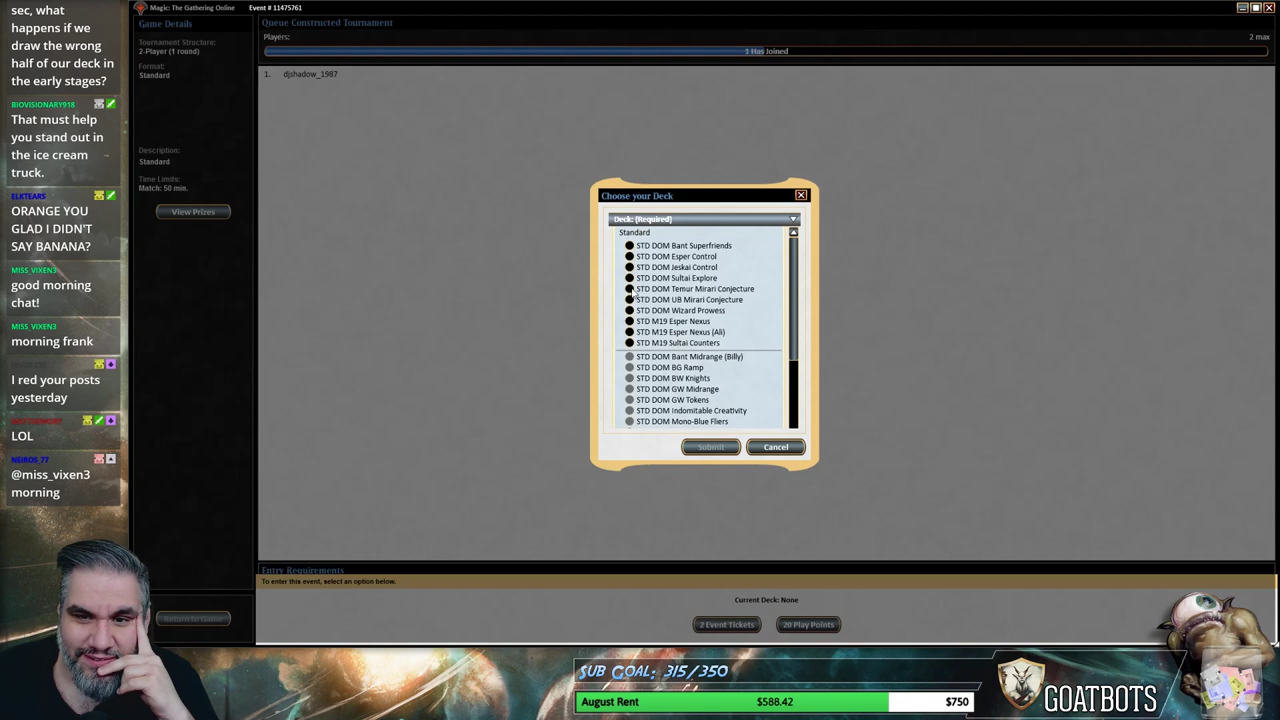 sec, what
happens if we
draw the wrong
half of our deck in
the early stages?
BIOVISIONARY918
That must help
you stand out in
the ice cream
truck.
ELKTEARS
ORANGE YOU
GLAD I DIDN'T
SAY BANANA?
MISS_VIXEN3
good morning
chat!
MISS_VIXEN3
morning frank
I red your posts
yesterday
LOL
NEIROS_77
@miss_vixen3
morning
Magic: The Gathering Online
Event # 11475761
Game Details
Tournament Structure:
2-Player (1 round)
Format:
Standard
Description:
Standard
Time Limits:
Match: 50 min.
View Prizes
Return to Game
Queue Constructed Tournament
Players:
2 max
1 Has Joined
1. djshadow_1987
Choose your Deck
Deck: (Required)
Standard
STD DOM Bant Superfriends
STD DOM Esper Control
STD DOM Jeskai Control
STD DOM Sultai Explore
STD DOM Temur Mirari Conjecture
STD DOM UB Mirari Conjecture
STD DOM Wizard Prowess
STD M19 Esper Nexus
STD M19 Esper Nexus (Ali)
STD M19 Sultai Counters
STD DOM Bant Midrange (Billy)
STD DOM BG Ramp
STD DOM BW Knights
STD DOM GW Midrange
STD DOM GW Tokens
STD DOM Indomitable Creativity
STD DOM Mono-Blue Fliers
Submit
Cancel
Entry Requirements
To enter this event, select an option below.
Current Deck: None
2 Event Tickets
20 Play Points
SUB GOAL: 315/350
August Rent
$588.42
$750
GOATBOTS